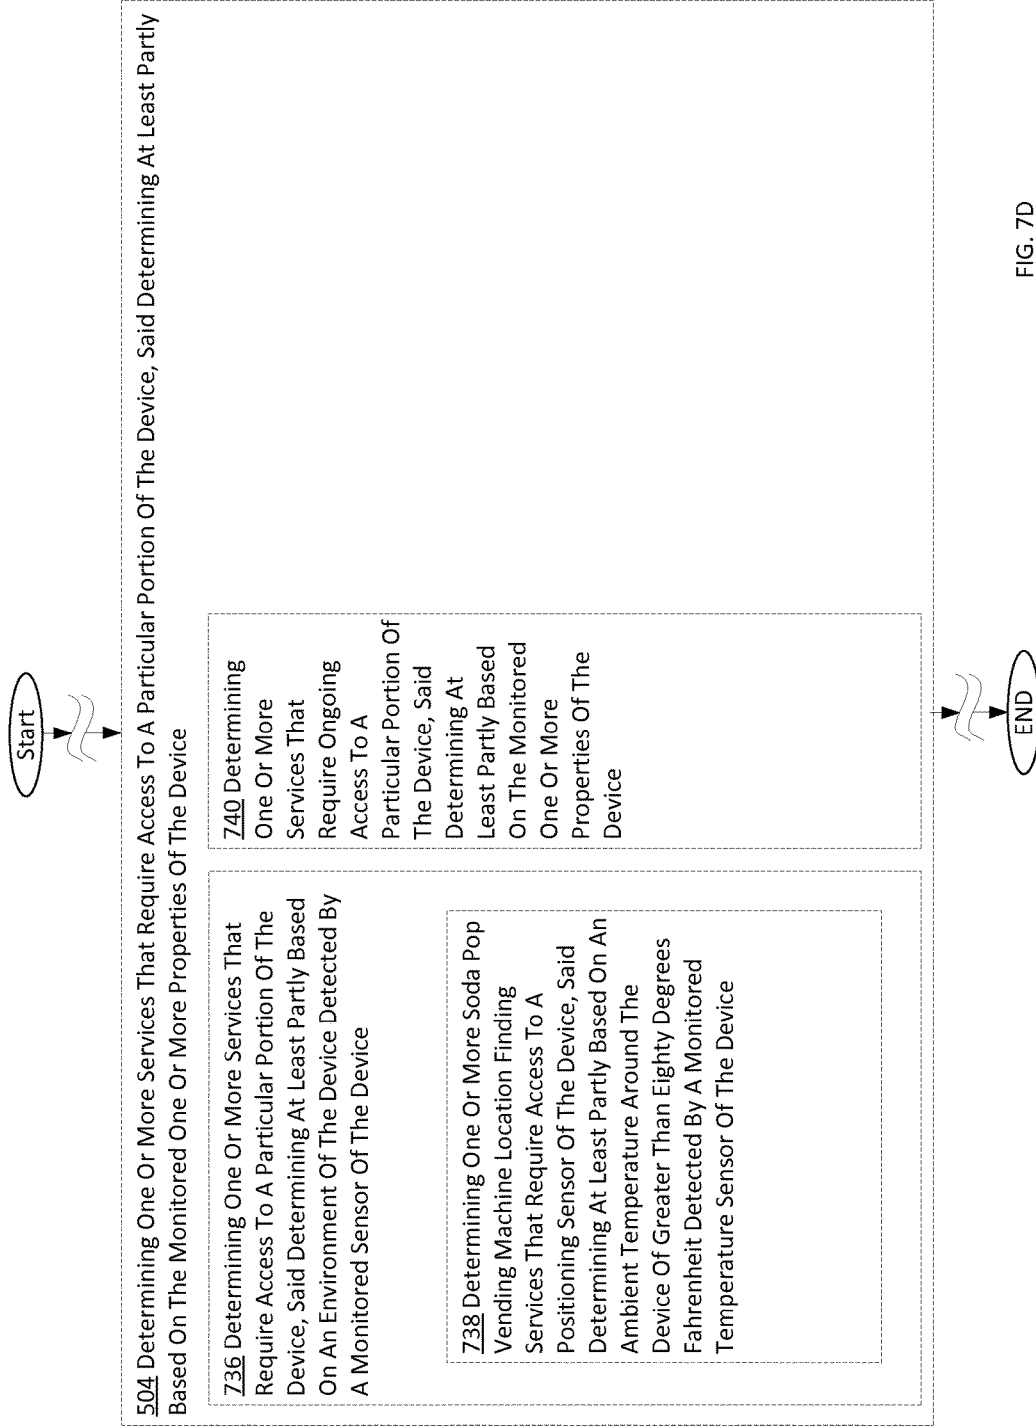 Start
504 Determining One Or More Services That Require Access To A Particular Portion Of The Device, Said Determining At Least Partly
Based On The Monitored One Or More Properties Of The Device
736 Determining One Or More Services That
Require Access To A Particular Portion Of The
Device, Said Determining At Least Partly Based
On An Environment Of The Device Detected By
A Monitored Sensor Of The Device
738 Determining One Or More Soda Pop
Vending Machine Location Finding
Services That Require Access To A
Positioning Sensor Of The Device, Said
Determining At Least Partly Based On An
Ambient Temperature Around The
Device Of Greater Than Eighty Degrees
Fahrenheit Detected By A Monitored
Temperature Sensor Of The Device
740 Determining
One Or More
Services That
Require Ongoing
Access To A
Particular Portion Of
The Device, Said
Determining At
Least Partly Based
On The Monitored
One Or More
Properties Of The
Device
END
FIG. 7D